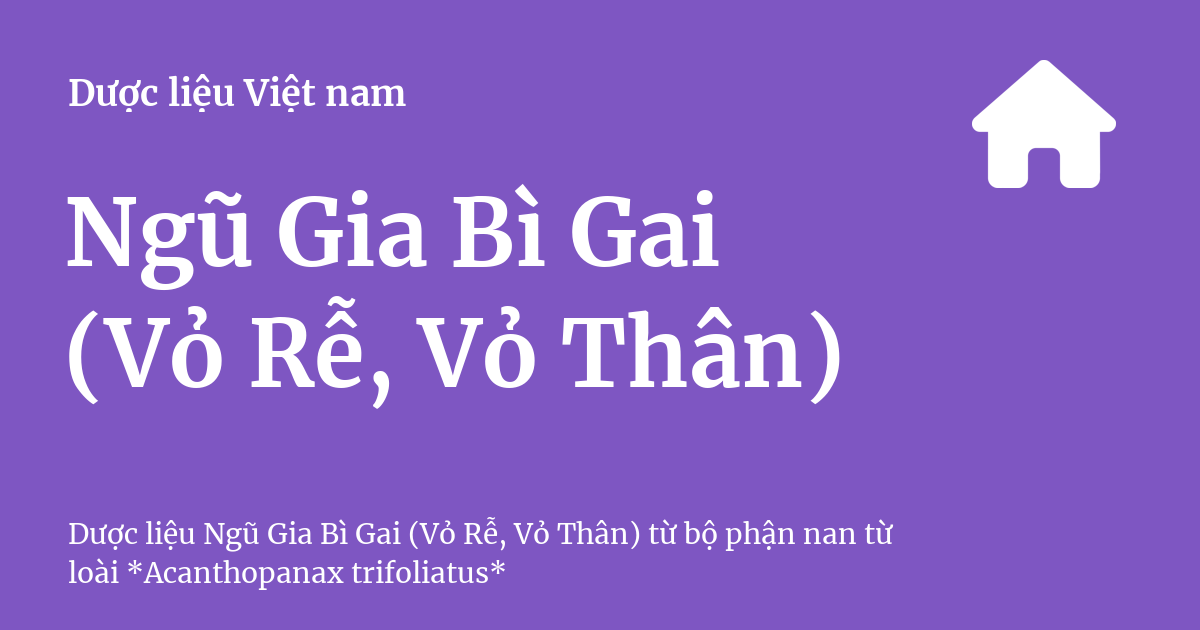 Dược liệu Việt nam
Ngũ Gia Bì Gai
(Vỏ Rễ, Vỏ Thân)
Dược liệu Ngũ Gia Bì Gai (Vỏ Rễ, Vỏ Thân) từ bộ phận nan từ
loài *Acanthopanax trifoliatus*